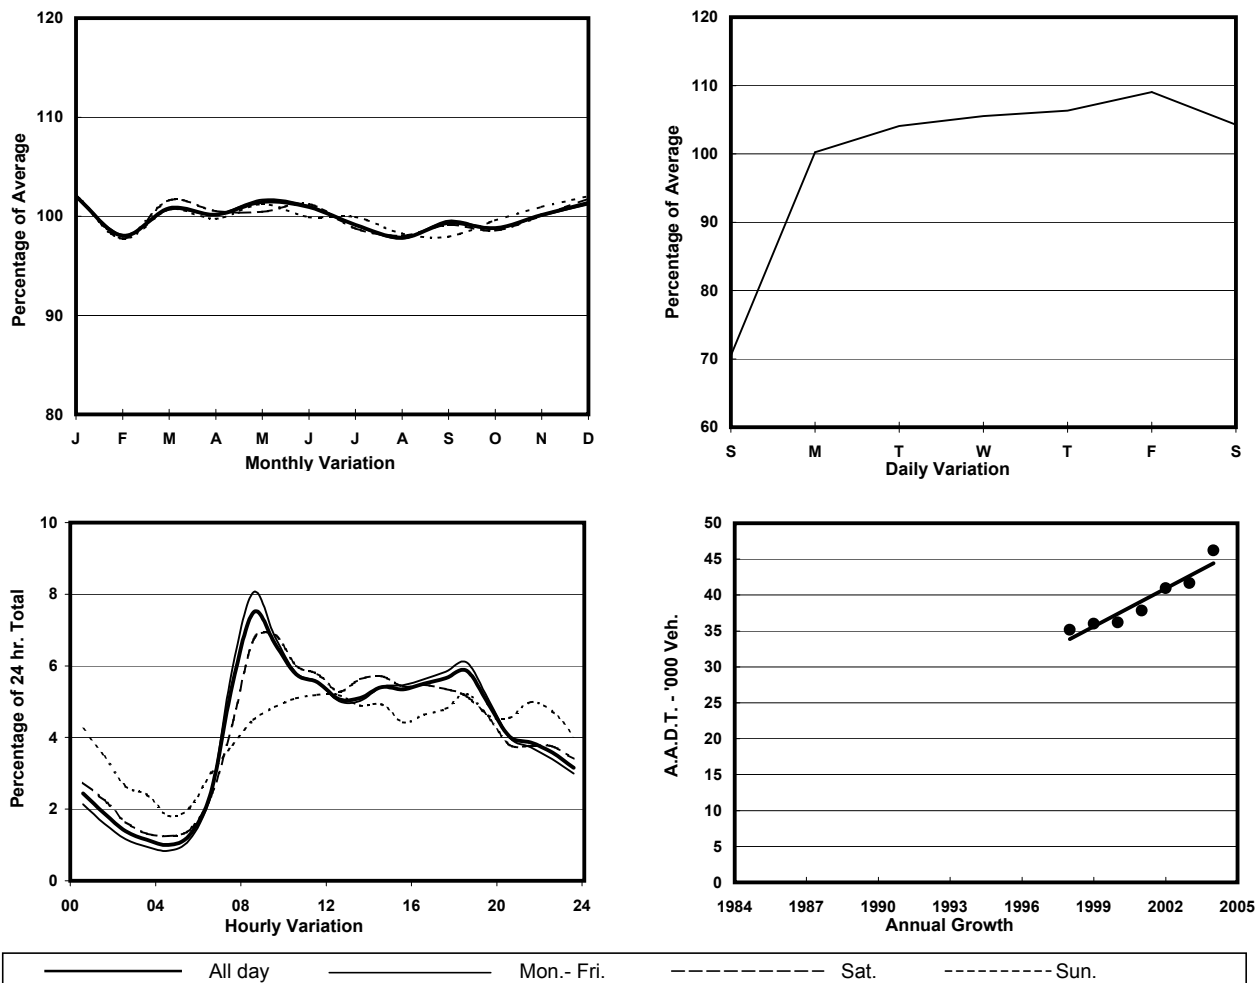 120
110
100
90
80
Percentage of Average
J F M A M J J A S O N D
Monthly Variation
120
110
100
90
80
70
60
Percentage of Average
S M T W T F S
Daily Variation
10
8
6
4
2
0
Percentage of 24 hr. Total
00 04 08 12 16 20 24
Hourly Variation
50
45
40
35
30
25
20
15
10
5
0
A.A.D.T. - '000 Veh.
1984 1987 1990 1993 1996 1999 2002 2005
Annual Growth
All day Mon.- Fri. Sat. Sun.